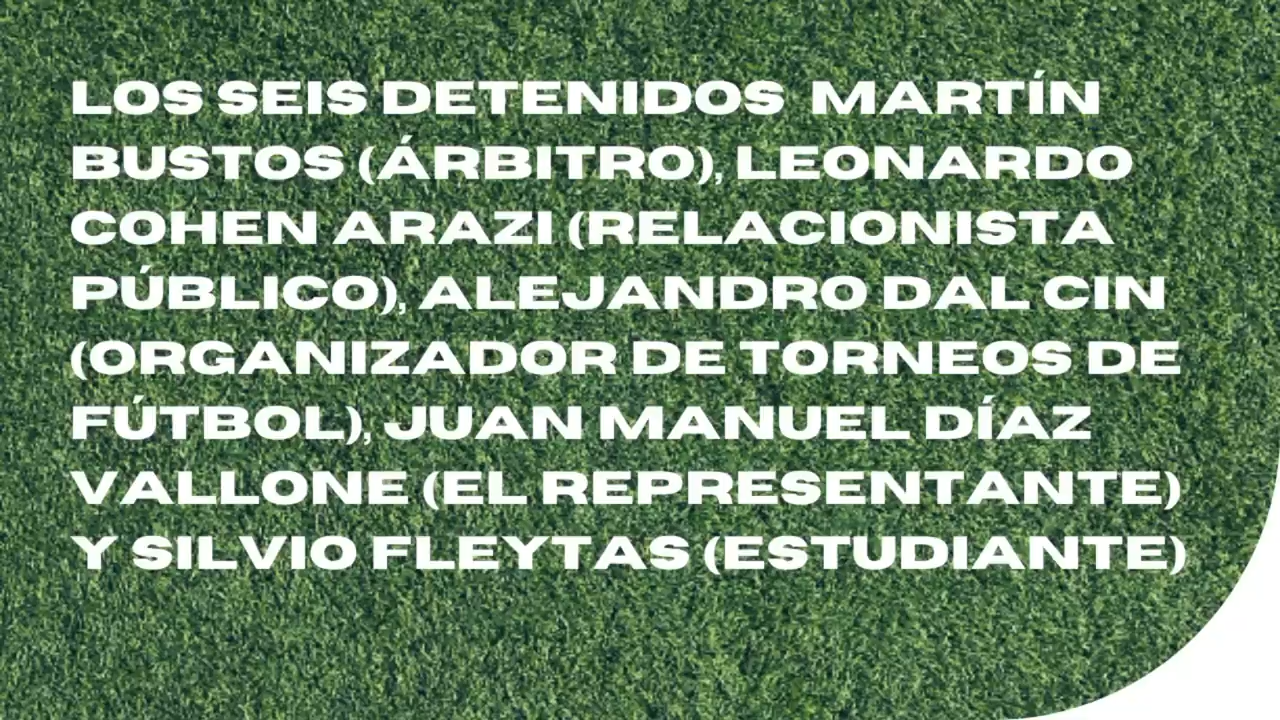 LOS SEIS DETENIDOS  MARTÍN
BUSTOS (ÁRBITRO), LEONARDO
COHEN ARAZI (RELACIONISTA
PÚBLICO), ALEJANDRO DAL CIN
(ORGANIZADOR DE TORNEOS DE
FÚTBOL), JUAN MANUEL DÍAZ
VALLONE (EL REPRESENTANTE)
Y SILVIO FLEYTAS (ESTUDIANTE)